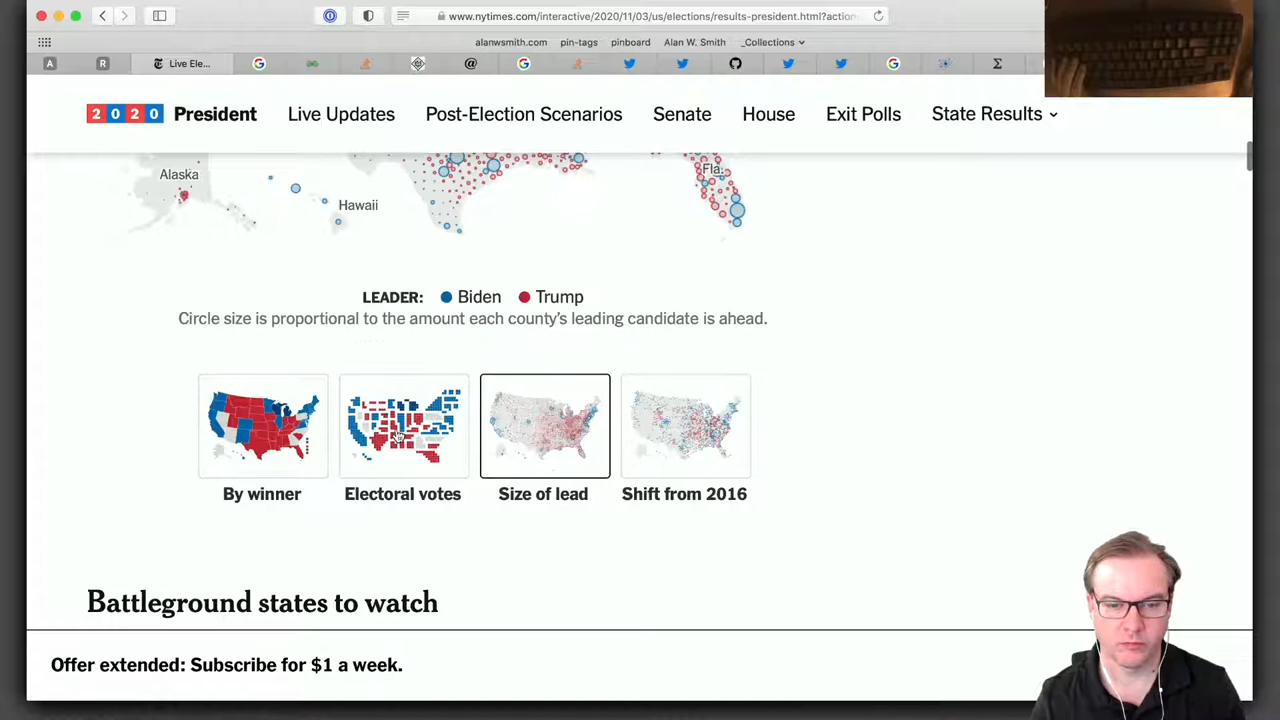 www.nytimes.com/interactive/2020/11/03/us/elections/results-president.html?action
alanwsmith.com pin-tags pinboard Alan W. Smith _Collections
A R Live Ele...
2020 President Live Updates Post-Election Scenarios Senate House Exit Polls State Results
Alaska
Hawaii
Fla.
LEADER: Biden Trump
Circle size is proportional to the amount each county’s leading candidate is ahead.
By winner Electoral votes Size of lead Shift from 2016
Battleground states to watch
Offer extended: Subscribe for $1 a week.